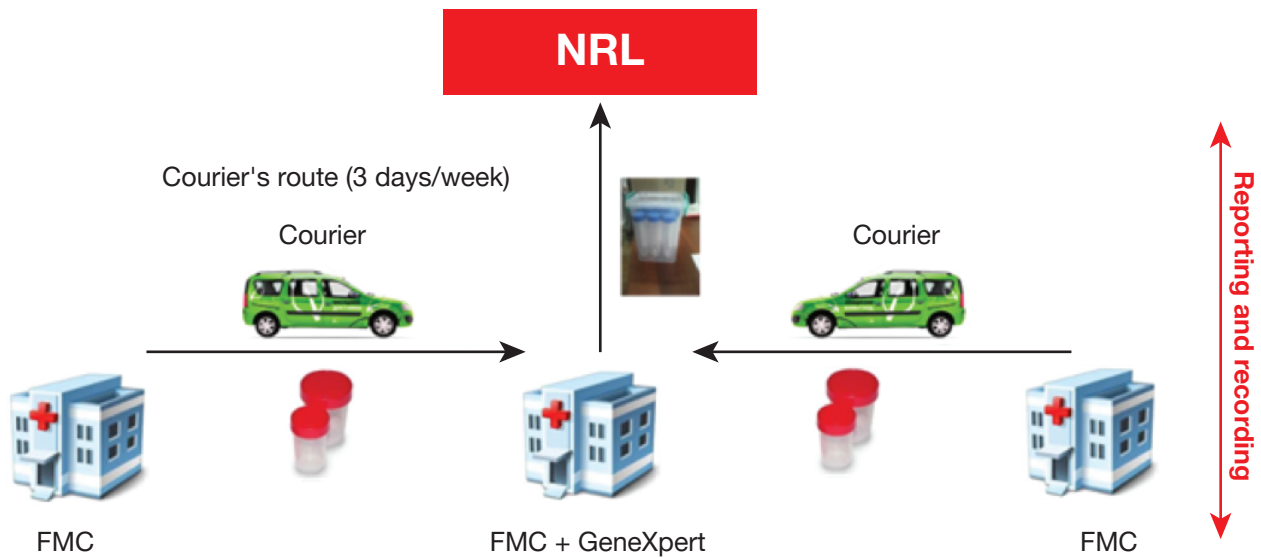 NRL
Courier's route (3 days/week)
Courier
Courier
Reporting and recording
FMC
FMC + GeneXpert
FMC